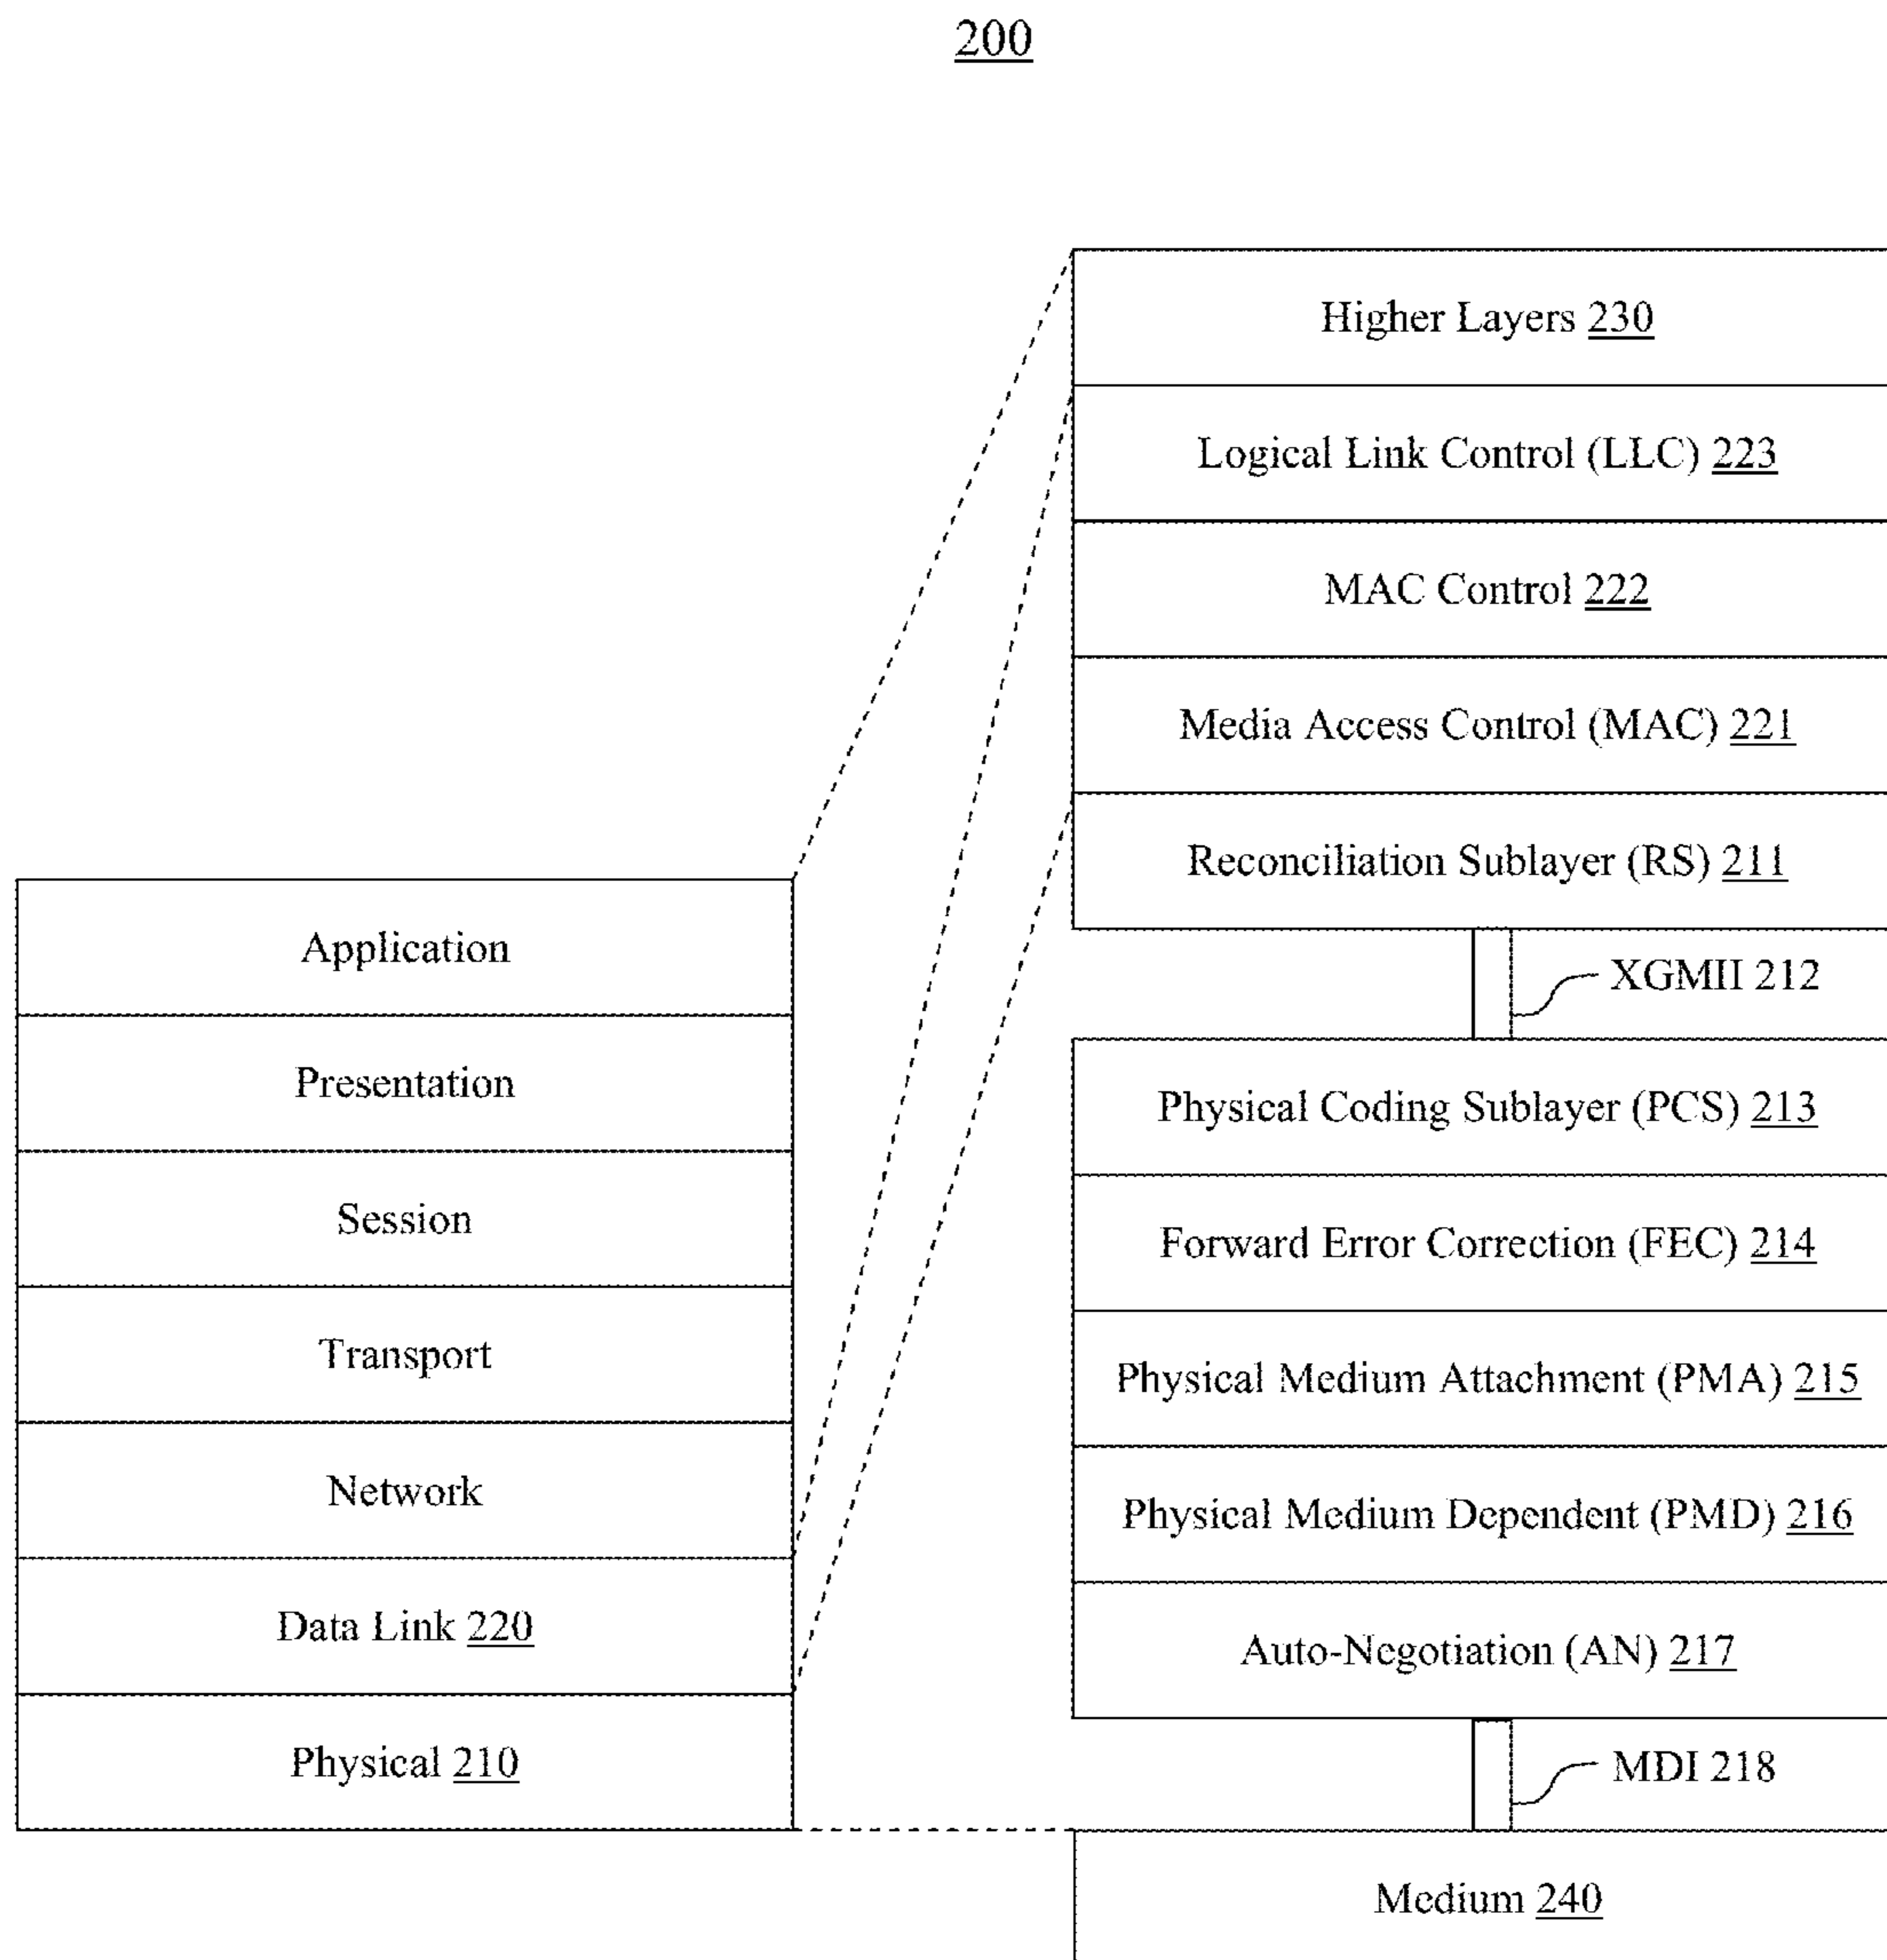 200
Higher Layers 230
Logical Link Control (LLC) 223
MAC Control 222
Media Access Control (MAC) 221
Reconciliation Sublayer (RS) 211
XGMII 212
Physical Coding Sublayer (PCS) 213
Forward Error Correction (FEC) 214
Physical Medium Attachment (PMA) 215
Physical Medium Dependent (PMD) 216
Auto-Negotiation (AN) 217
MDI 218
Medium 240
Application
Presentation
Session
Transport
Network
Data Link 220
Physical 210